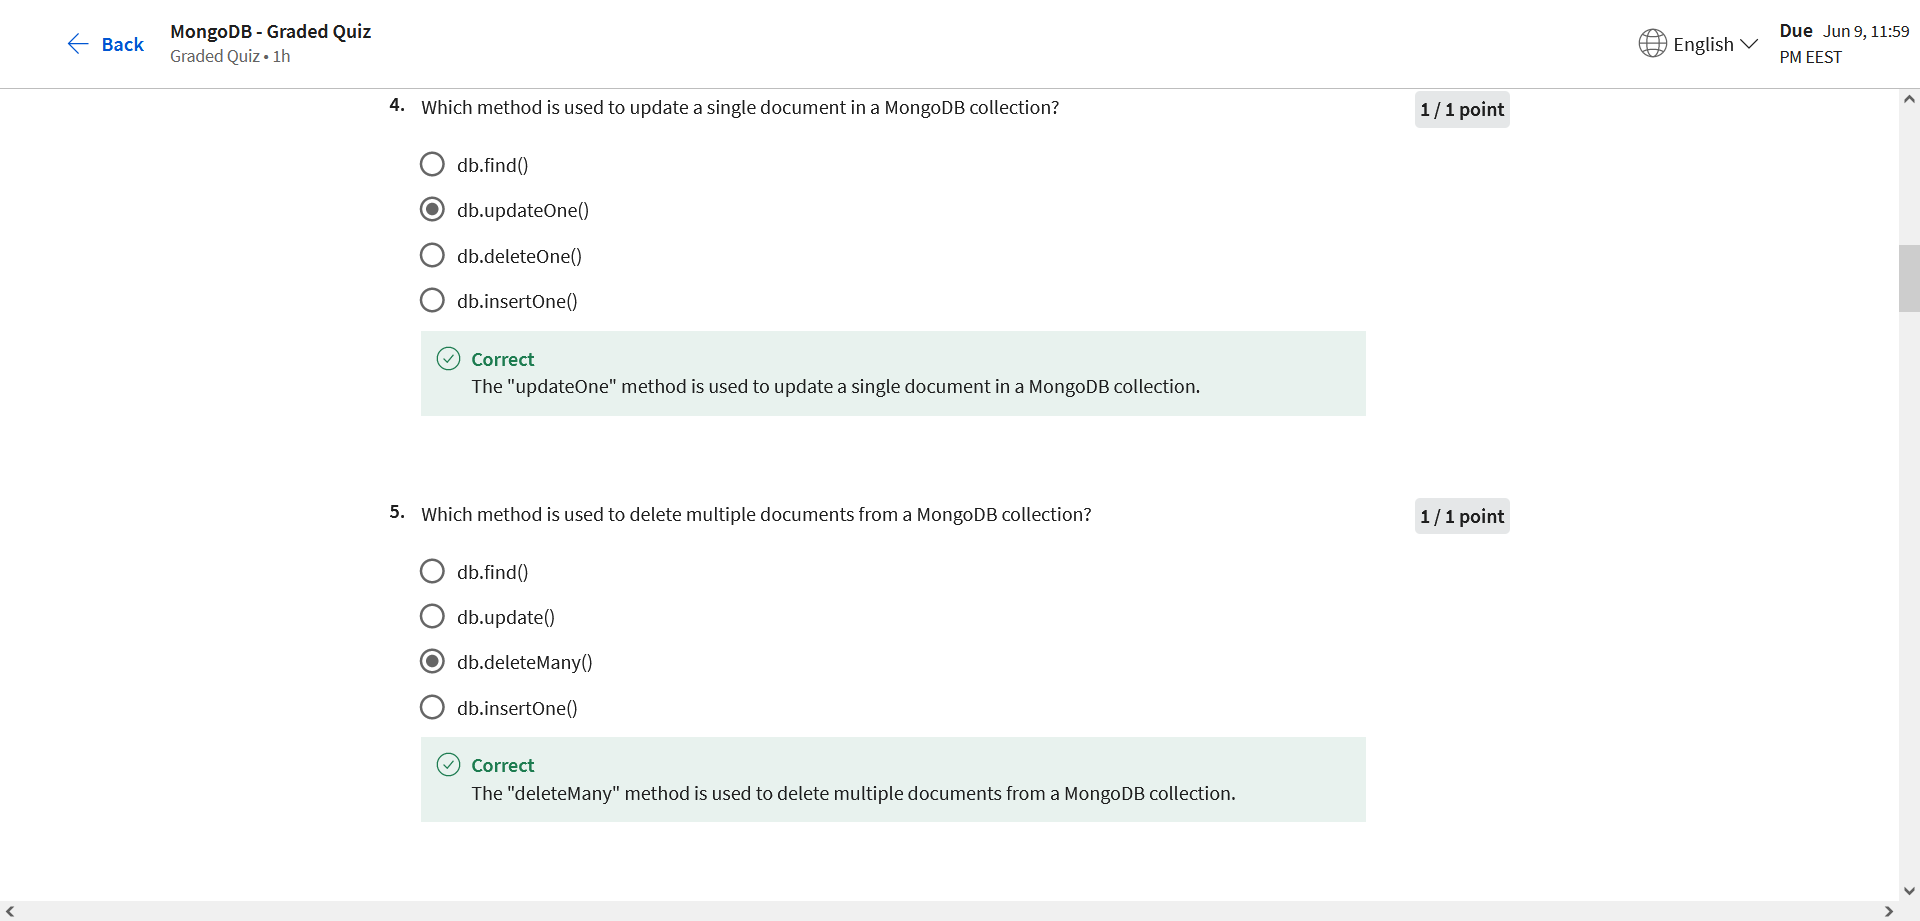 Back
MongoDB - Graded Quiz
Graded Quiz • 1h
English
Due Jun 9, 11:59
PM EEST
4. Which method is used to update a single document in a MongoDB collection?
1 / 1 point
db.find()
db.updateOne()
db.deleteOne()
db.insertOne()
Correct
The "updateOne" method is used to update a single document in a MongoDB collection.
5. Which method is used to delete multiple documents from a MongoDB collection?
1 / 1 point
db.find()
db.update()
db.deleteMany()
db.insertOne()
Correct
The "deleteMany" method is used to delete multiple documents from a MongoDB collection.